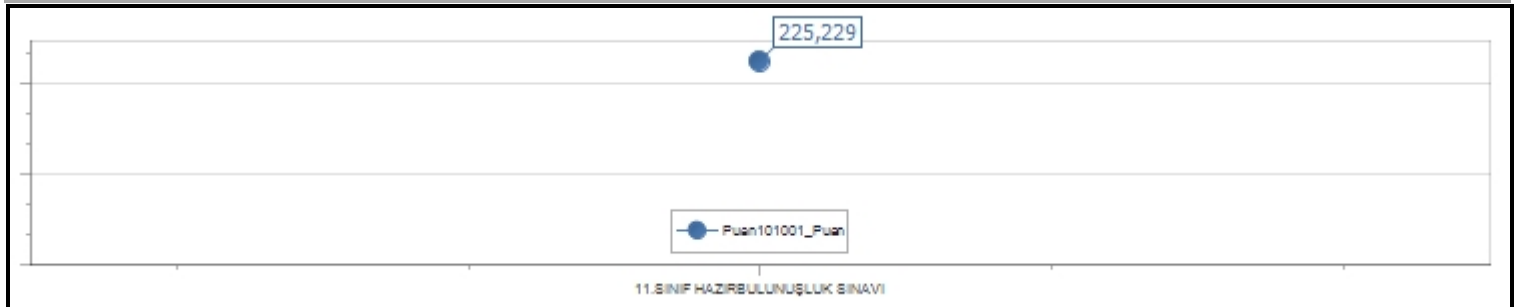 225,229
Puan101001_Puan
11.SINIF HAZIRBULUNUŞLUK SINAVI